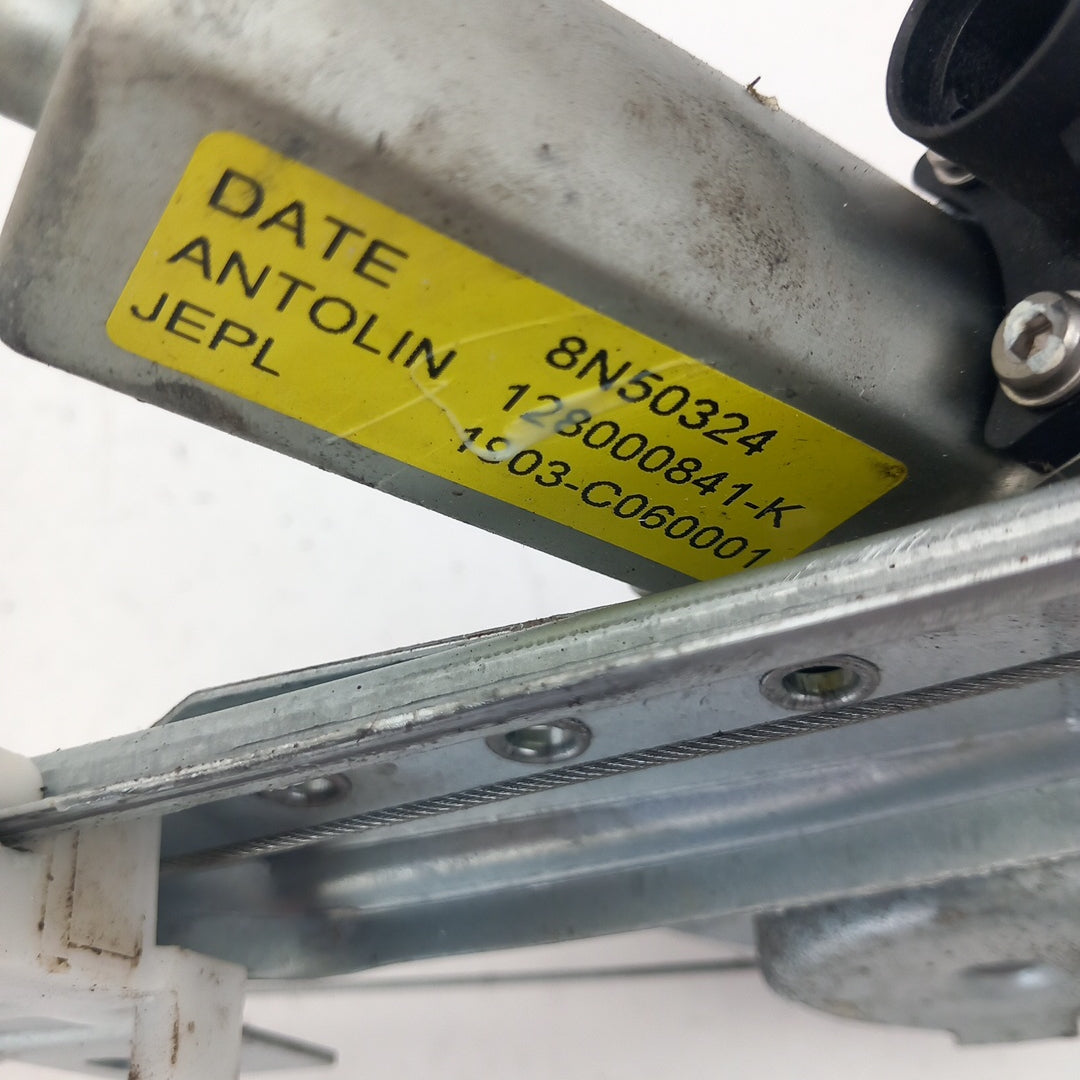 DATE 8N50324
ANTOLIN 128000841-K
JEPL 1903-C060001